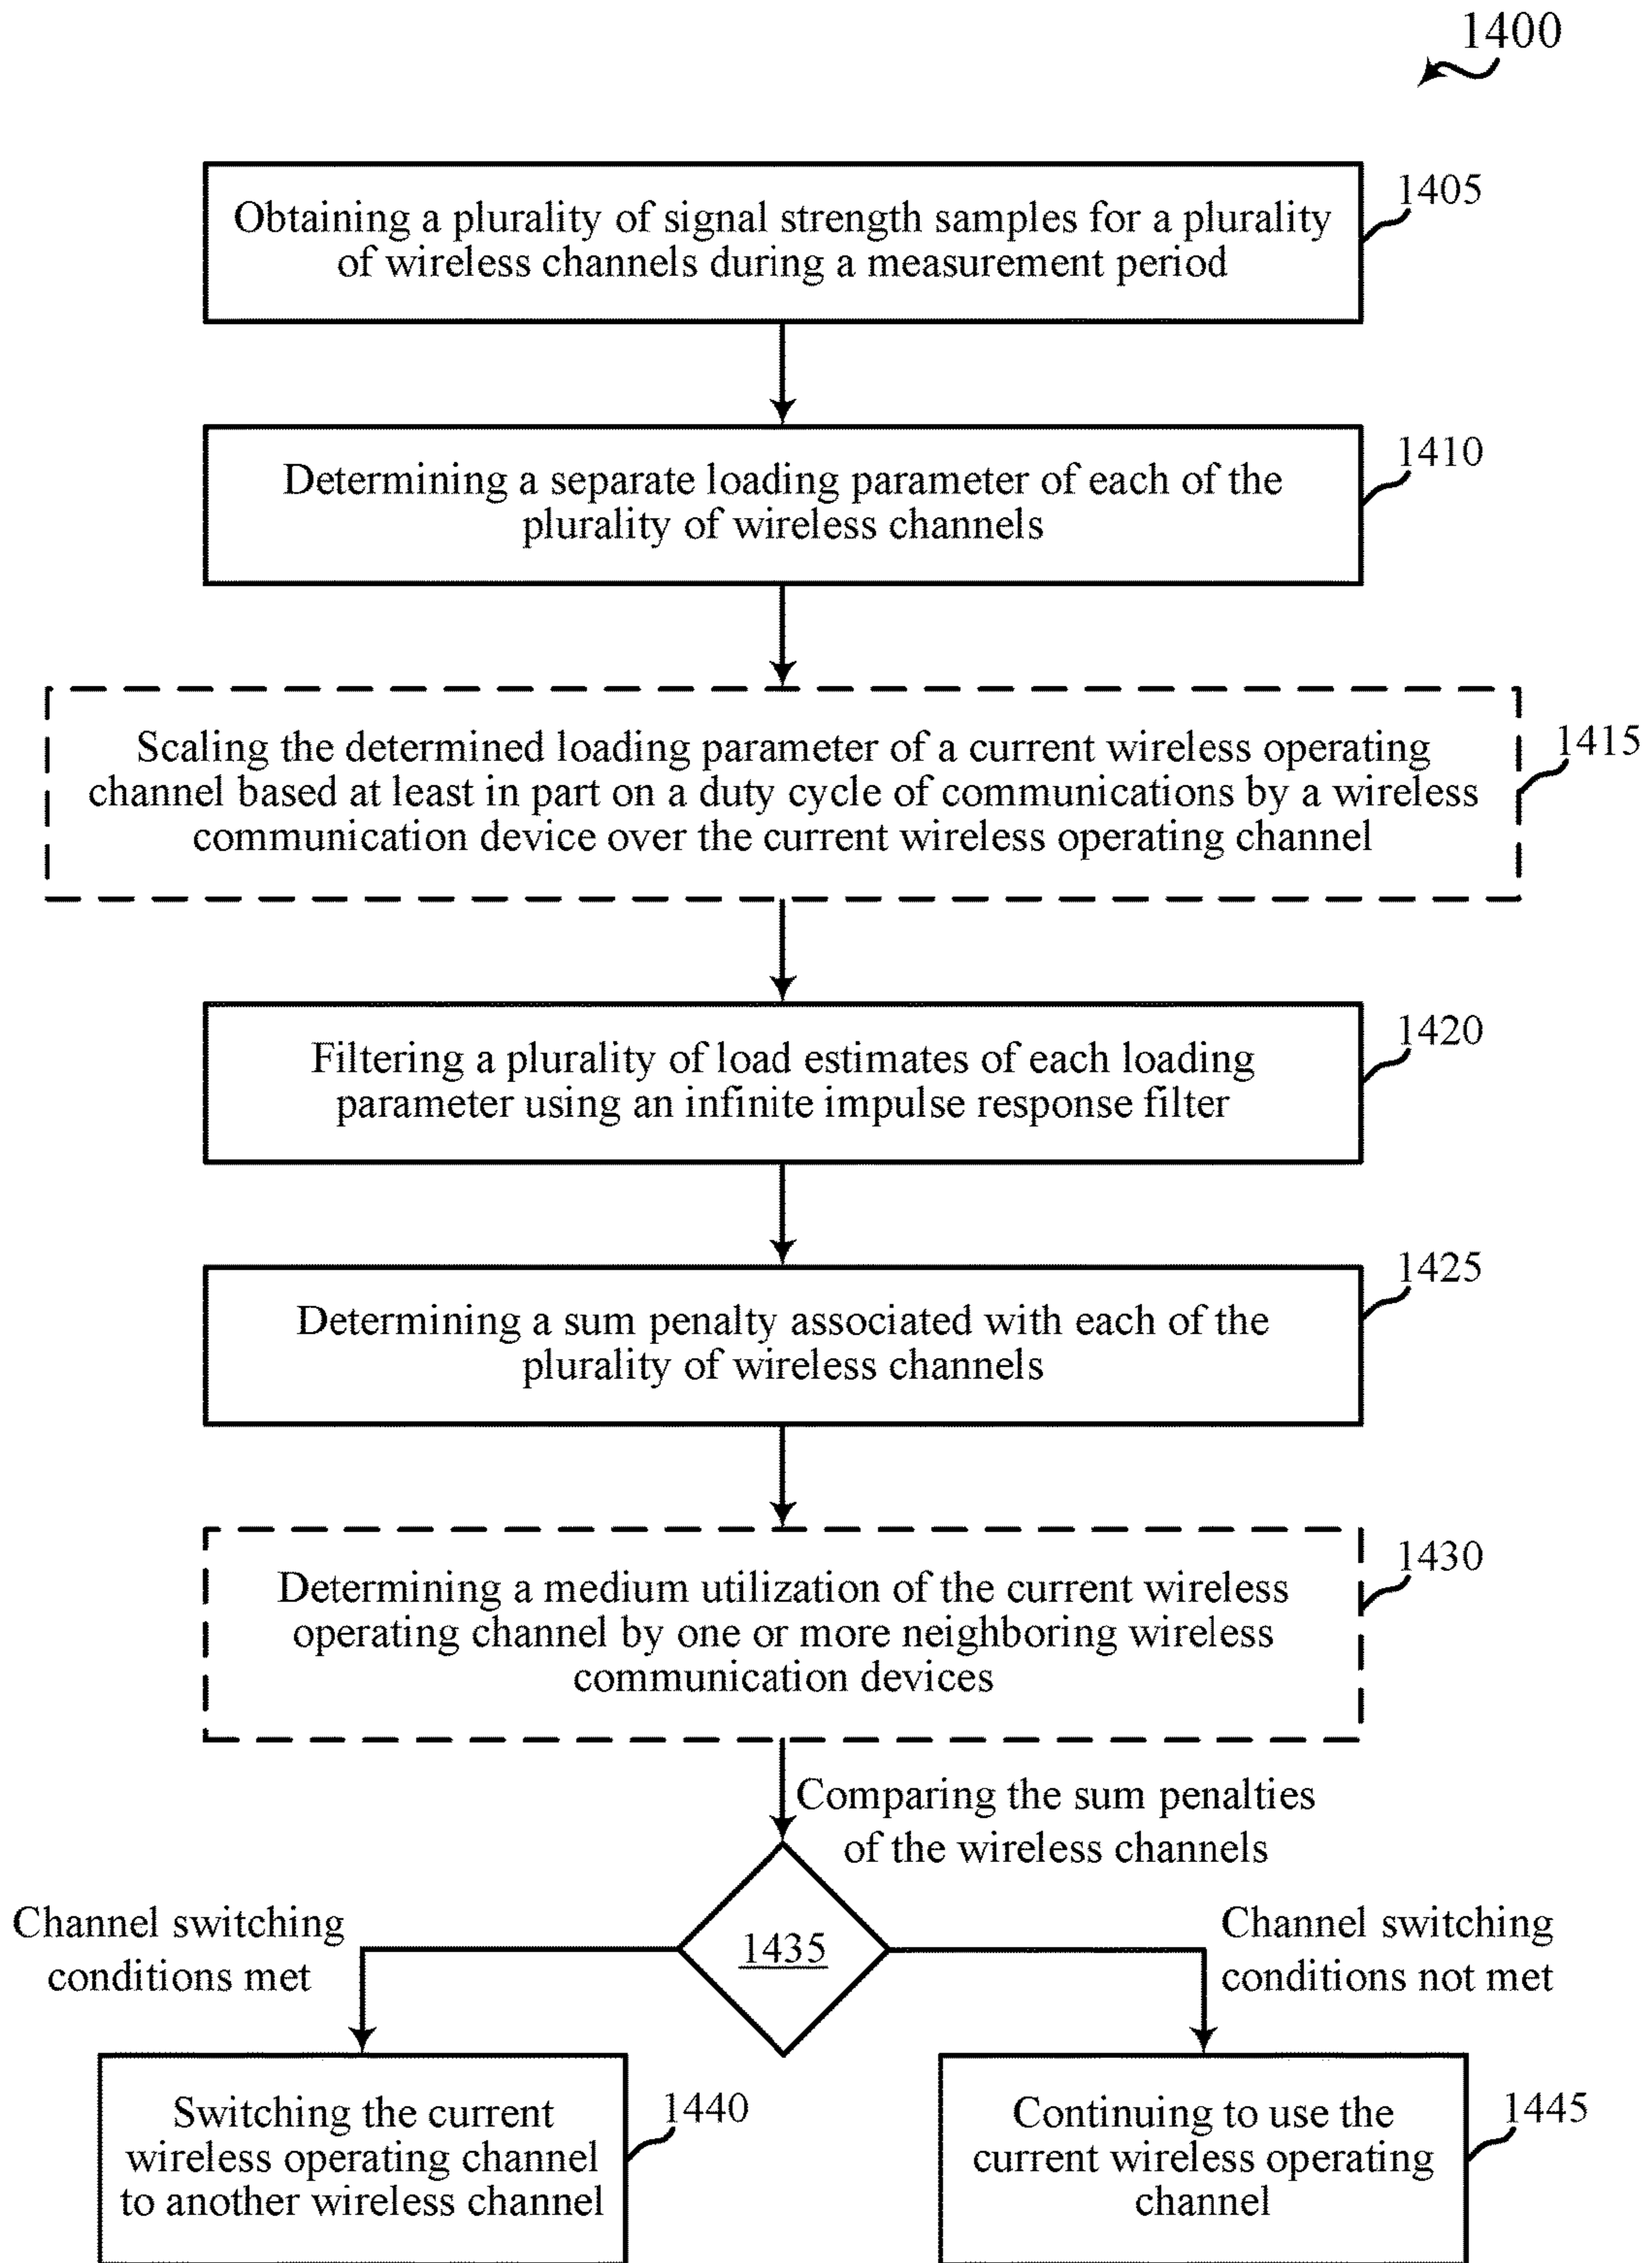 1400
Obtaining a plurality of signal strength samples for a plurality
of wireless channels during a measurement period
1405
Determining a separate loading parameter of each of the
plurality of wireless channels
1410
Scaling the determined loading parameter of a current wireless operating
channel based at least in part on a duty cycle of communications by a wireless
communication device over the current wireless operating channel
1415
Filtering a plurality of load estimates of each loading
parameter using an infinite impulse response filter
1420
Determining a sum penalty associated with each of the
plurality of wireless channels
1425
Determining a medium utilization of the current wireless
operating channel by one or more neighboring wireless
communication devices
1430
Comparing the sum penalties
of the wireless channels
1435
Channel switching
conditions met
Channel switching
conditions not met
Switching the current
wireless operating channel
to another wireless channel
1440
Continuing to use the
current wireless operating
channel
1445